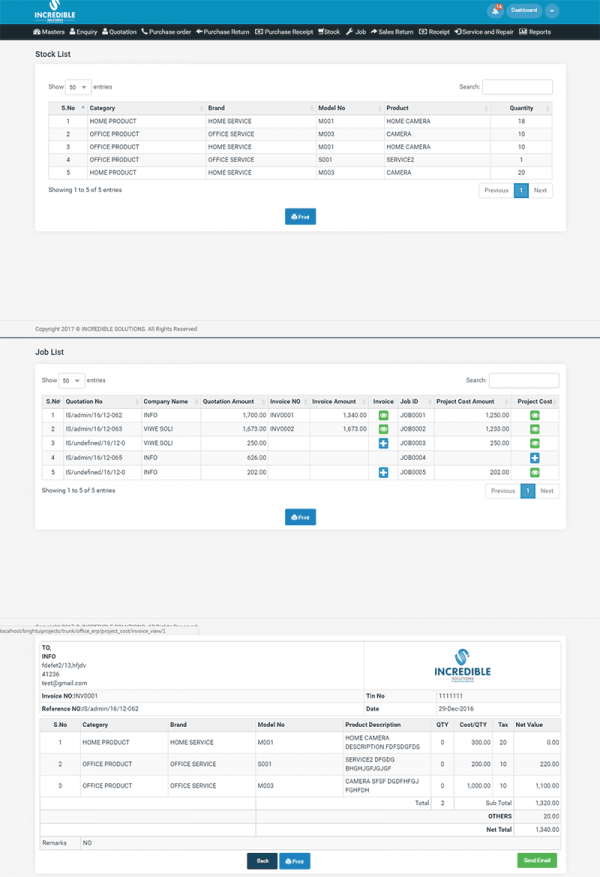 INCREDIBLE
SOLUTIONS
14
Dashboard
Masters Enquiry Quotation Purchase order Purchase Return Purchase Receipt Stock Job Sales Return Receipt Service and Repair Reports
Stock List
Show 50 entries Search:
S.No Category Brand Model No Product Quantity
1 HOME PRODUCT HOME SERVICE M001 HOME CAMERA 18
2 OFFICE PRODUCT OFFICE SERVICE M003 CAMERA 10
3 HOME PRODUCT HOME SERVICE M001 HOME CAMERA 10
4 OFFICE PRODUCT OFFICE SERVICE S001 SERVICE2 1
5 HOME PRODUCT HOME SERVICE M003 CAMERA 20
Showing 1 to 5 of 5 entries Previous 1 Next
Print
Copyright 2017 © INCREDIBLE SOLUTIONS. All Rights Reserved
Job List
Show 50 entries Search:
S.No Quotation No Company Name Quotation Amount Invoice NO Invoice Amount Invoice Job ID Project Cost Amount Project Cost
1 IS/admin/16/12-062 INFO 1,700.00 INV0001 1,340.00 JOB0001 1,250.00
2 IS/admin/16/12-063 VIWE SOLI 1,673.00 INV0002 1,673.00 JOB0002 1,233.00
3 IS/undefined/16/12-0 VIWE SOLI 250.00 JOB0003 250.00
4 IS/admin/16/12-065 INFO 626.00 JOB0004
5 IS/undefined/16/12-0 INFO 202.00 JOB0005 202.00
Showing 1 to 5 of 5 entries Previous 1 Next
Print
Copyright 2017 © INCREDIBLE SOLUTIONS. All Rights Reserved
localhost/brightuiprojects/trunk/office_erp/project_cost/invoice_view/1
TO,
INFO
fdefet2/13,hfjdv
41236
test@gmail.com
INCREDIBLE
SOLUTIONS
Invoice NO:INV0001 Tin No 1111111
Reference NO:IS/admin/16/12-062 Date 29-Dec-2016
S.No Category Brand Model No Product Description QTY Cost/QTY Tax Net Value
1 HOME PRODUCT HOME SERVICE M001 HOME CAMERA DESCRIPTION FDFSDGFDS 0 300.00 20 0.00
2 OFFICE PRODUCT OFFICE SERVICE S001 SERVICE2 DFGDG BHGHJGFJGJGF 0 200.00 10 220.00
3 OFFICE PRODUCT OFFICE SERVICE M003 CAMERA SFSF DGDFHFGJ FGHFDH 0 1,000.00 10 1,100.00
Total 2 Sub Total 1,320.00
OTHERS 20.00
Net Total 1,340.00
Remarks NO
Back Print Send Email